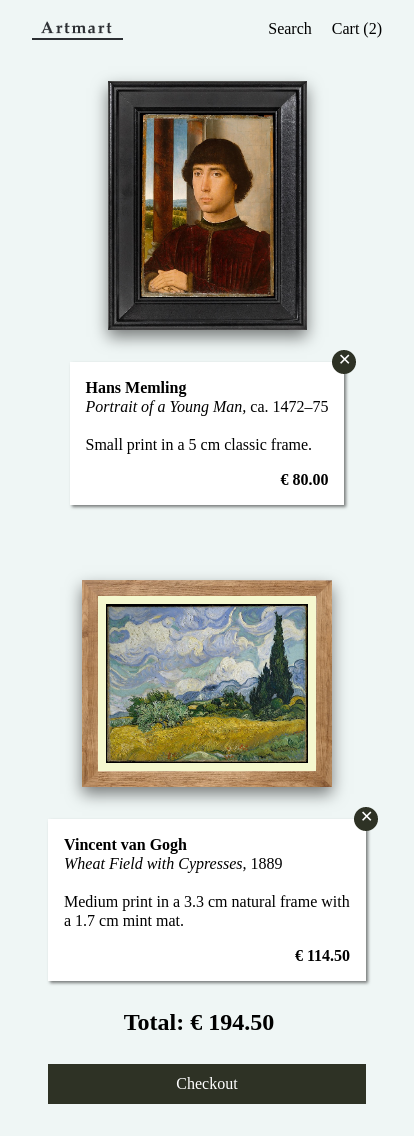 Artmart
Search Cart (2)
Hans Memling
Portrait of a Young Man, ca. 1472–75
Small print in a 5 cm classic frame.
€ 80.00
Vincent van Gogh
Wheat Field with Cypresses, 1889
Medium print in a 3.3 cm natural frame with
a 1.7 cm mint mat.
€ 114.50
Total: € 194.50
Checkout